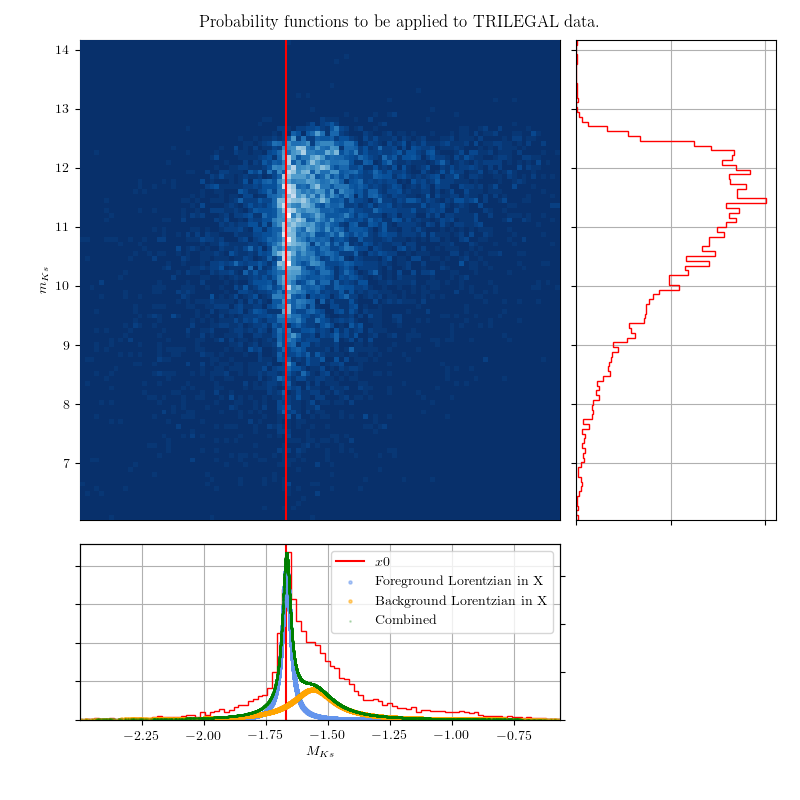 Probability functions to be applied to TRILEGAL data.
14
13
12
11
10
9
8
7
m_{Ks}
x0
Foreground Lorentzian in X
Background Lorentzian in X
Combined
−2.25 −2.00 −1.75 −1.50 −1.25 −1.00 −0.75
M_{Ks}